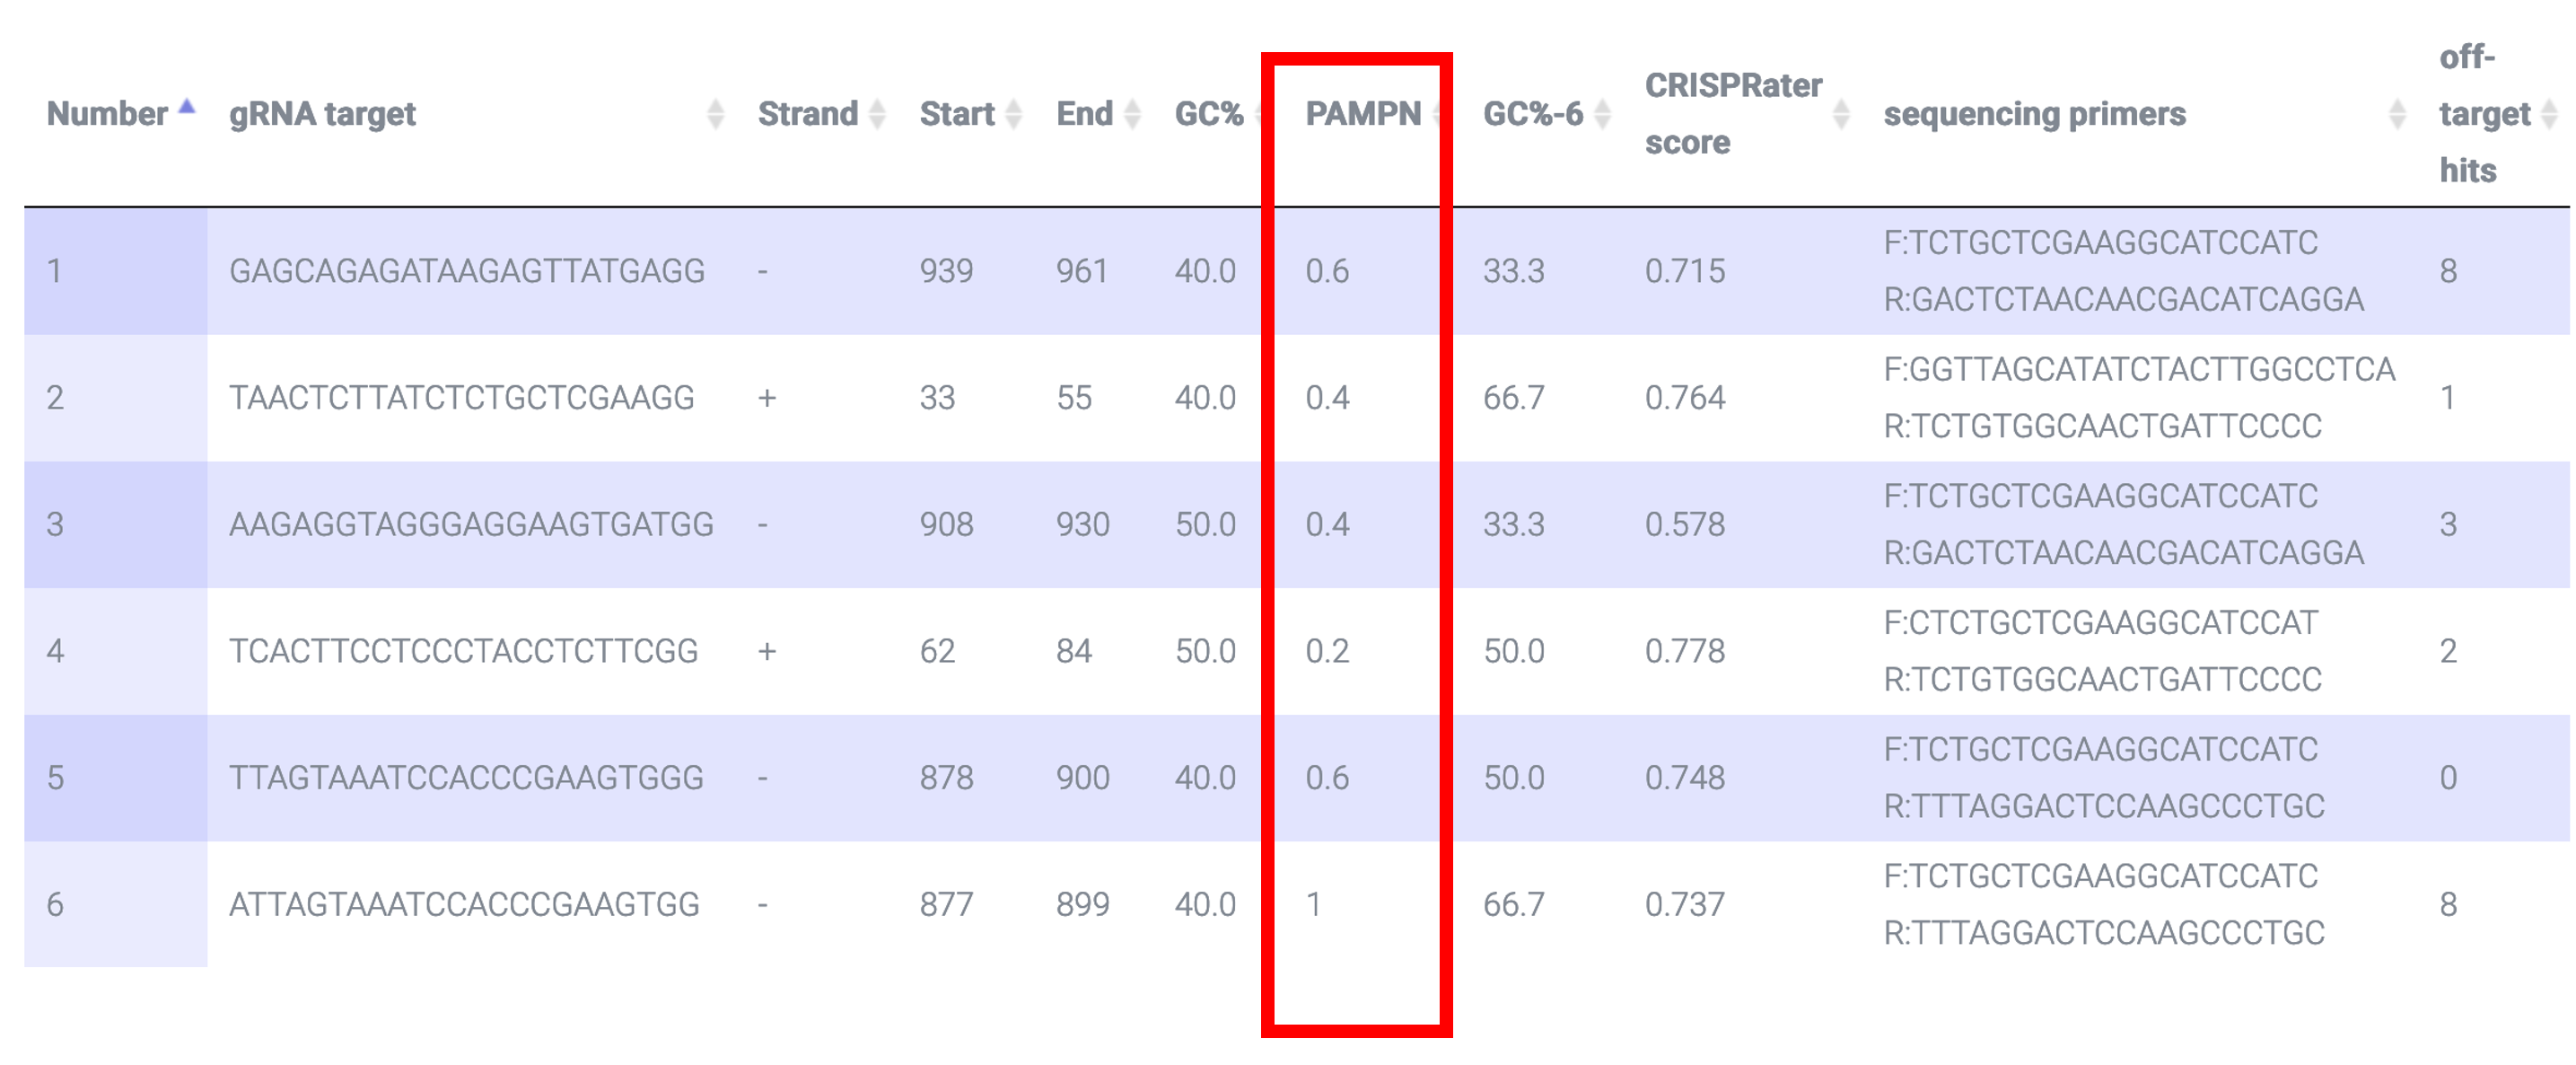 Number gRNA target Strand Start End GC% PAMPN GC%-6 CRISPRater score sequencing primers off-target hits
1 GAGCAGAGATAAGAGTTATGAGG - 939 961 40.0 0.6 33.3 0.715 F:TCTGCTCGAAGGCATCCATC 8
R:GACTCTAACAACGACATCAGGA
2 TAACTCTTATCTCTGCTCGAAGG + 33 55 40.0 0.4 66.7 0.764 F:GGTTAGCATATCTACTTGGCCTCA 1
R:TCTGTGGCAACTGATTCCCC
3 AAGAGGTAGGGAGGAAGTGATGG - 908 930 50.0 0.4 33.3 0.578 F:TCTGCTCGAAGGCATCCATC 3
R:GACTCTAACAACGACATCAGGA
4 TCACTTCCTCCCTACCTCTTCGG + 62 84 50.0 0.2 50.0 0.778 F:CTCTGCTCGAAGGCATCCAT 2
R:TCTGTGGCAACTGATTCCCC
5 TTAGTAAATCCACCCGAAGTGGG - 878 900 40.0 0.6 50.0 0.748 F:TCTGCTCGAAGGCATCCATC 0
R:TTTAGGACTCCAAGCCCTGC
6 ATTAGTAAATCCACCCGAAGTGG - 877 899 40.0 1 66.7 0.737 F:TCTGCTCGAAGGCATCCATC 8
R:TTTAGGACTCCAAGCCCTGC